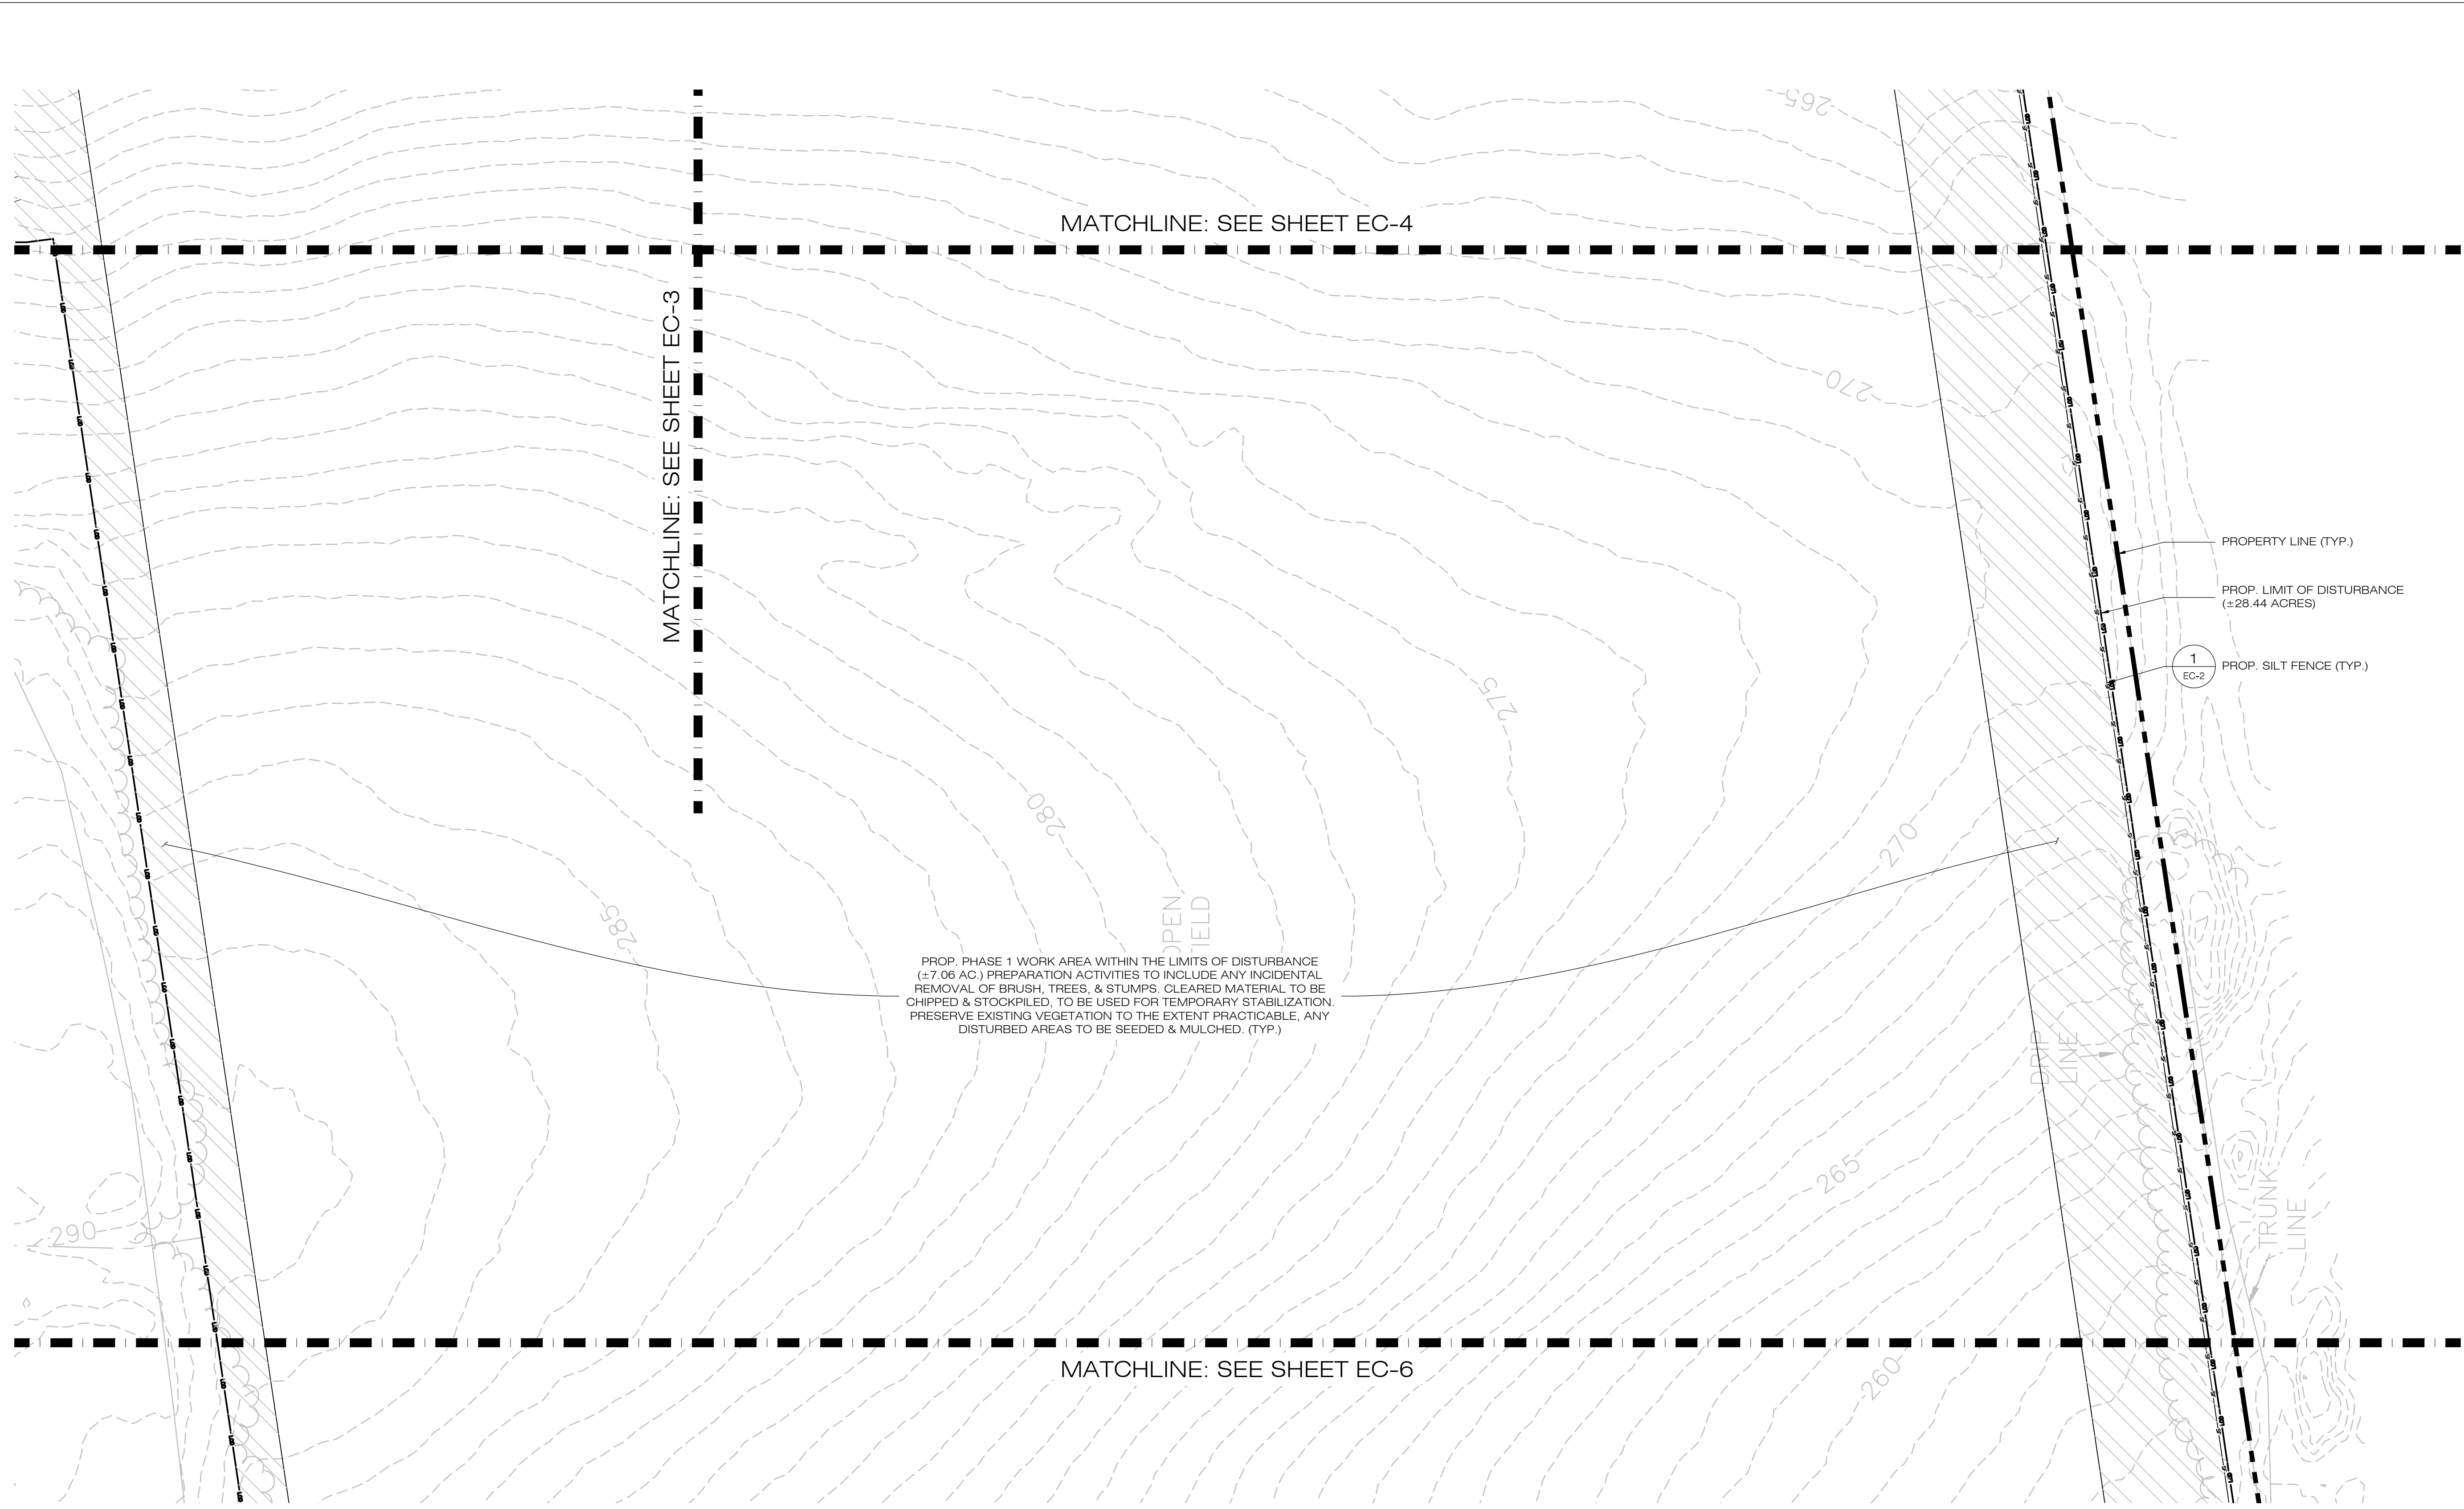 265
MATCHLINE: SEE SHEET EC-4
MATCHLINE: SEE SHEET EC-3
270
PROPERTY LINE (TYP.)
PROP. LIMIT OF DISTURBANCE
(±28.44 ACRES)
1
EC-2
PROP. SILT FENCE (TYP.)
275
280
270
285
OPEN
FIELD
PROP. PHASE 1 WORK AREA WITHIN THE LIMITS OF DISTURBANCE
(±7.06 AC.) PREPARATION ACTIVITIES TO INCLUDE ANY INCIDENTAL
REMOVAL OF BRUSH, TREES, & STUMPS. CLEARED MATERIAL TO BE
CHIPPED & STOCKPILED, TO BE USED FOR TEMPORARY STABILIZATION.
PRESERVE EXISTING VEGETATION TO THE EXTENT PRACTICABLE, ANY
DISTURBED AREAS TO BE SEEDED & MULCHED. (TYP.)
DRIP
LINE
265
TRUNK
LINE
290
MATCHLINE: SEE SHEET EC-6
260